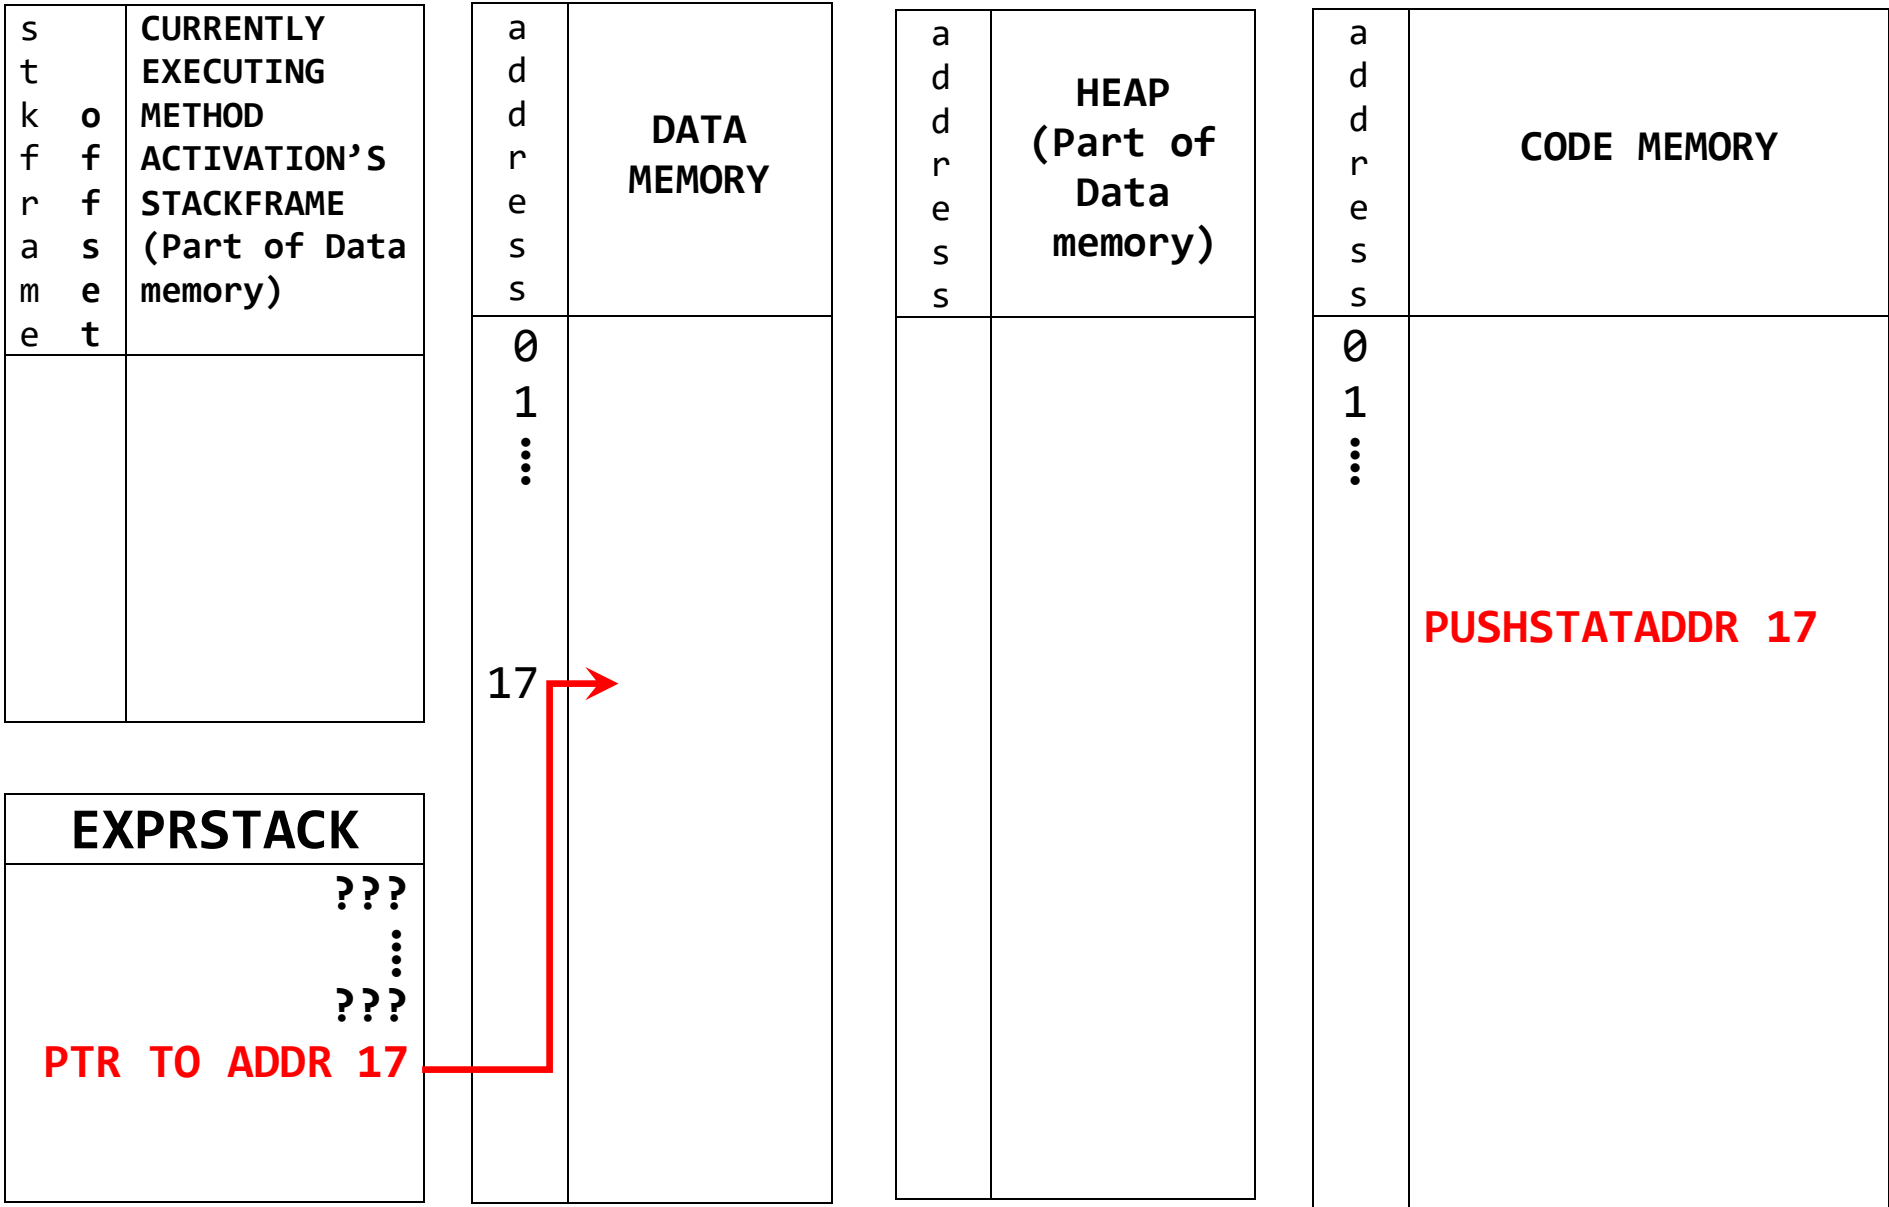 stkframe
offset
CURRENTLY
EXECUTING
METHOD
ACTIVATION’S
STACKFRAME
(Part of Data
memory)
address
DATA
MEMORY
0
1
17
address
HEAP
(Part of
Data
memory)
address
CODE MEMORY
0
1
PUSHSTATADDR 17
EXPRSTACK
???
???
PTR TO ADDR 17